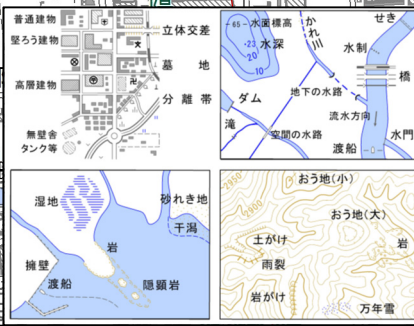 普通建物
堅ろう建物
高層建物
無壁舎
タンク等
立体交差
墓 地
分 離 帯
-65- 水面標高
-23
水深
-20
10
かれ川
せき
水制
橋
地下の水路
ダム
滝
流水方向
空間の水路
渡船
水門
湿地
砂れき地
干潟
岩
擁壁
渡船
隠顕岩
おう地(小)
おう地(大)
土がけ
岩
雨裂
岩がけ
万年雪